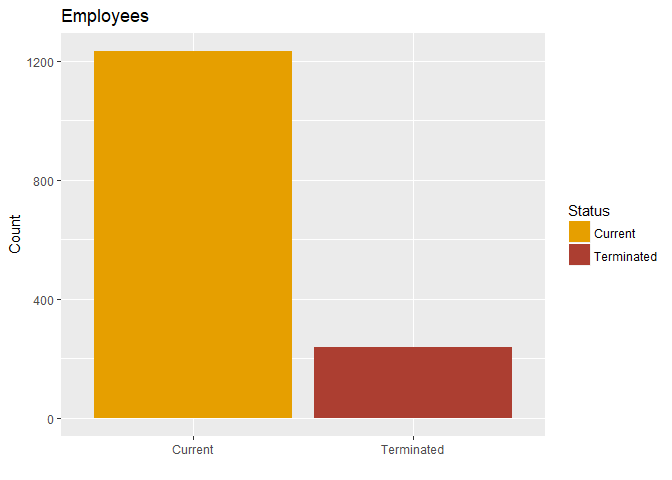 Employees
1200
800
400
0
Count
Current
Terminated
Status
Current
Terminated